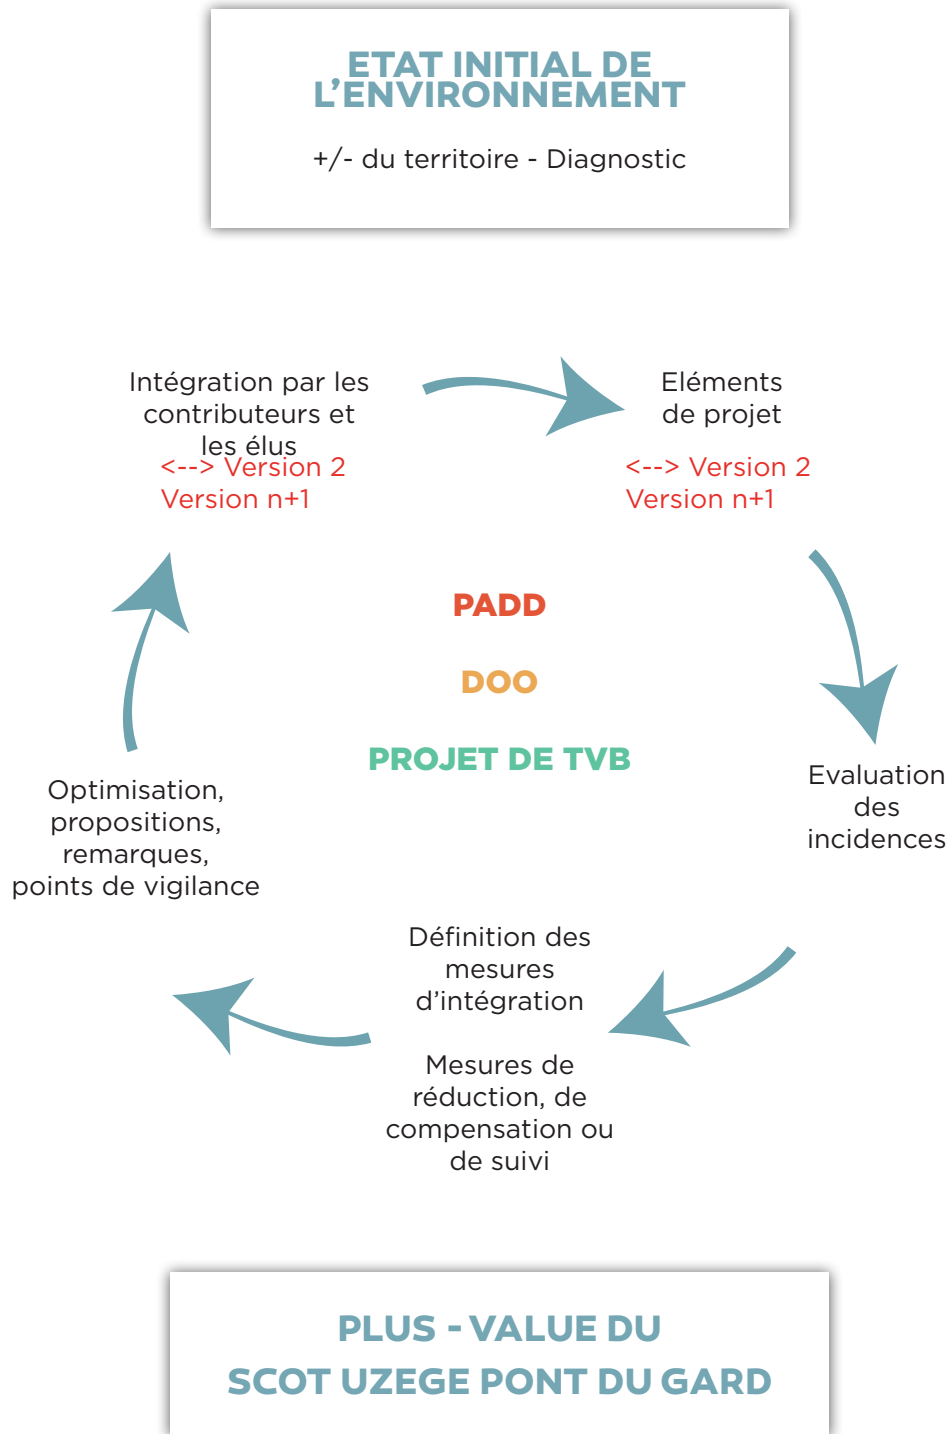 ETAT INITIAL DE
L'ENVIRONNEMENT
+/- du territoire - Diagnostic
Intégration par les
contributeurs et
les élus
<--> Version 2
Version n+1
Eléments
de projet
<--> Version 2
Version n+1
PADD
DOO
PROJET DE TVB
Evaluation
des
incidences
Optimisation,
propositions,
remarques,
points de vigilance
Définition des
mesures
d'intégration
Mesures de
réduction, de
compensation ou
de suivi
PLUS - VALUE DU
SCOT UZEGE PONT DU GARD